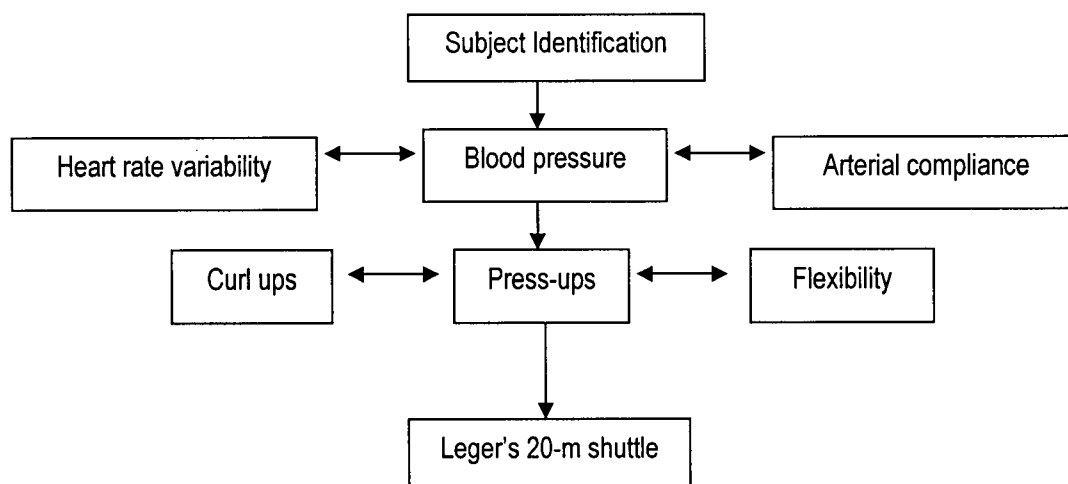 Subject Identification
Heart rate variability
Blood pressure
Arterial compliance
Curl ups
Press-ups
Flexibility
Leger's 20-m shuttle